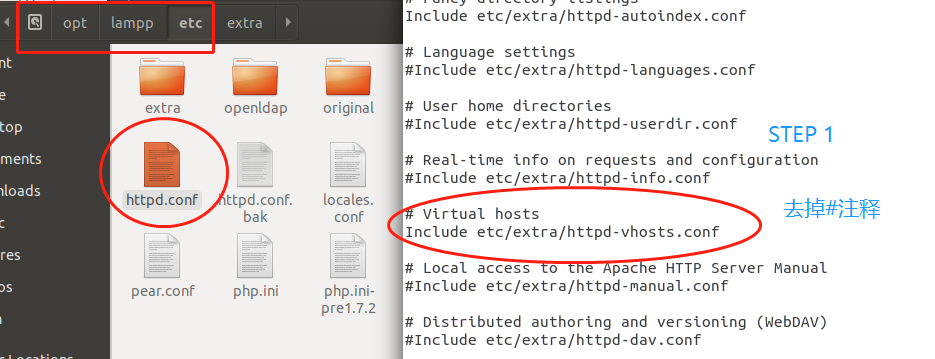 opt lampp etc extra
nt
e
top
ments
nloads
c
res
os
n
r Locations
extra openldap original
httpd.conf httpd.conf. locales.
bak conf
pear.conf php.ini php.ini-
pre1.7.2
Include etc/extra/httpd-autoindex.conf
# Language settings
#Include etc/extra/httpd-languages.conf
# User home directories
#Include etc/extra/httpd-userdir.conf
STEP 1
# Real-time info on requests and configuration
#Include etc/extra/httpd-info.conf
去掉#注释
# Virtual hosts
Include etc/extra/httpd-vhosts.conf
# Local access to the Apache HTTP Server Manual
#Include etc/extra/httpd-manual.conf
# Distributed authoring and versioning (WebDAV)
#Include etc/extra/httpd-dav.conf